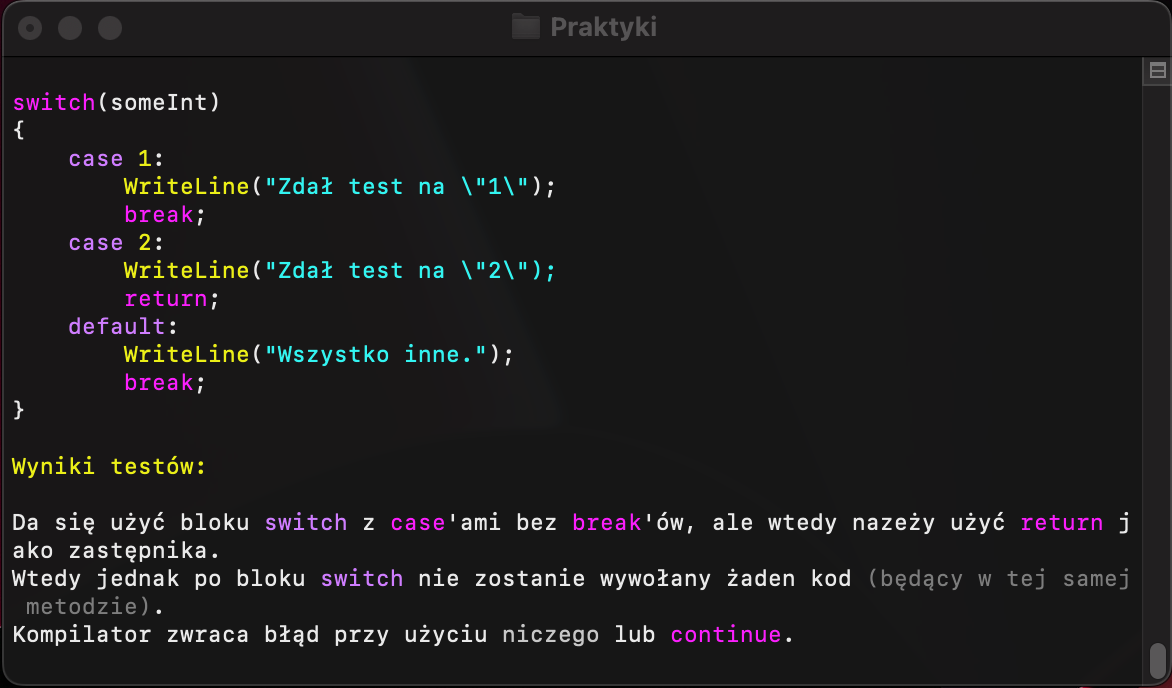 Praktyki
switch(someInt)
{
    case 1:
        WriteLine("Zdał test na \"1\");
        break;
    case 2:
        WriteLine("Zdał test na \"2\");
        return;
    default:
        WriteLine("Wszystko inne.");
        break;
}
Wyniki testów:
Da się użyć bloku switch z case'ami bez break'ów, ale wtedy nazeży użyć return j
ako zastępnika.
Wtedy jednak po bloku switch nie zostanie wywołany żaden kod (będący w tej samej
 metodzie).
Kompilator zwraca błąd przy użyciu niczego lub continue.